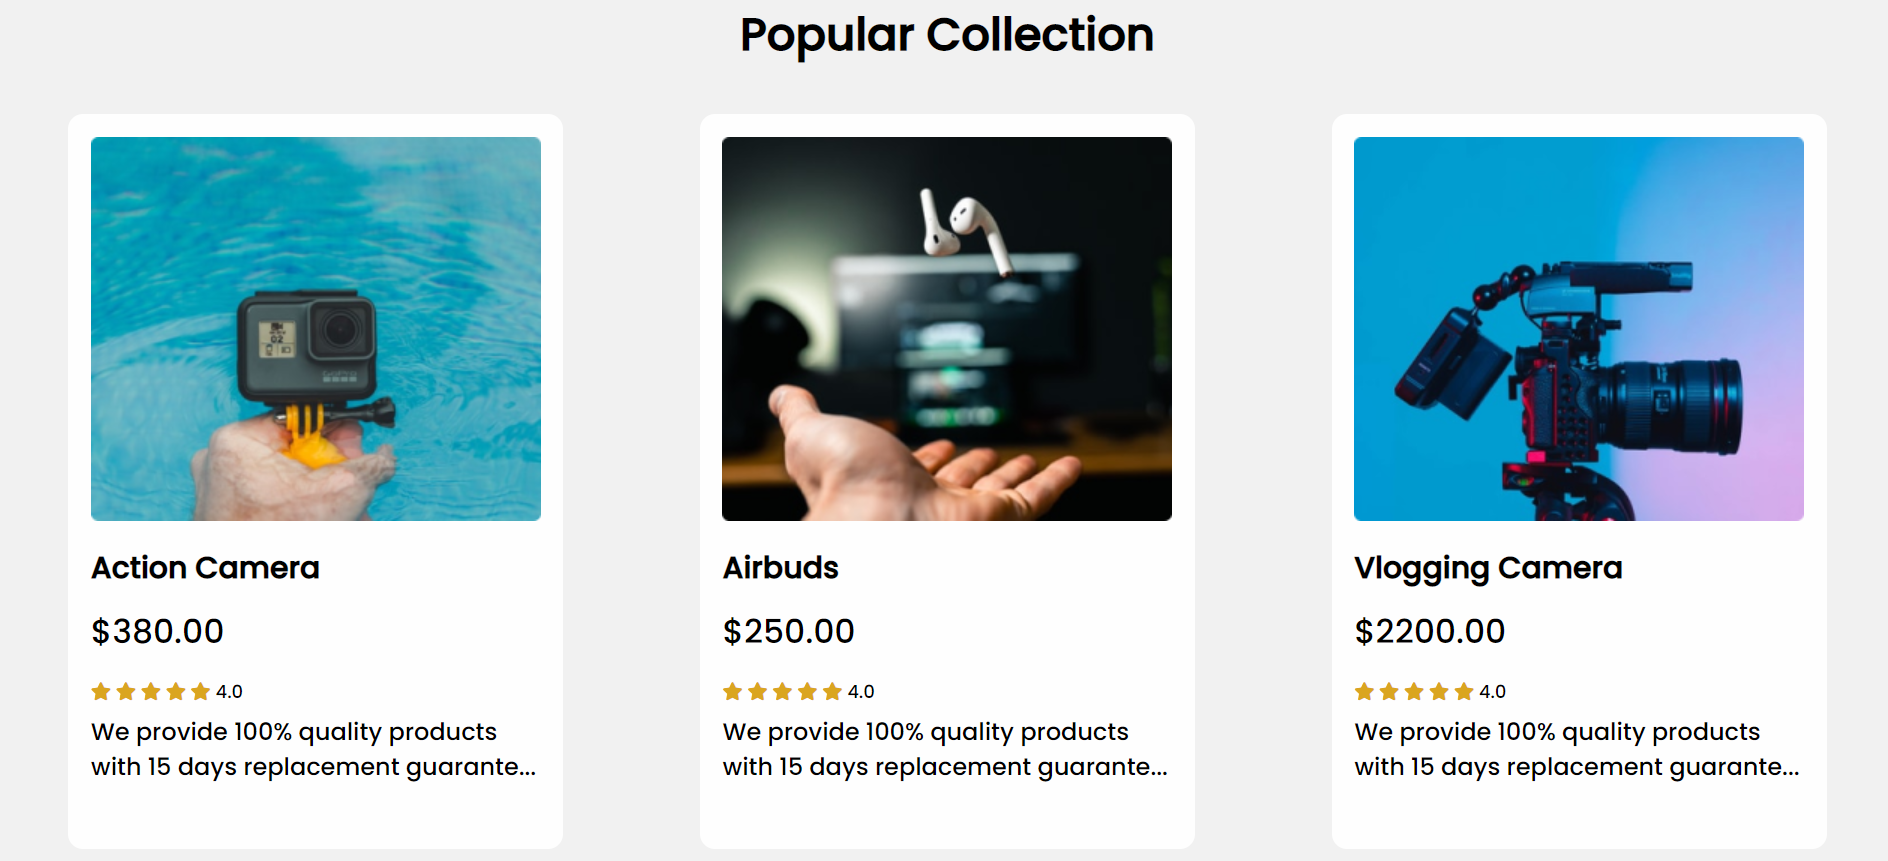 Popular Collection
02
GoPro
Action Camera
$380.00
4.0
We provide 100% quality products
with 15 days replacement guarante...
Airbuds
$250.00
4.0
We provide 100% quality products
with 15 days replacement guarante...
Vlogging Camera
$2200.00
4.0
We provide 100% quality products
with 15 days replacement guarante...